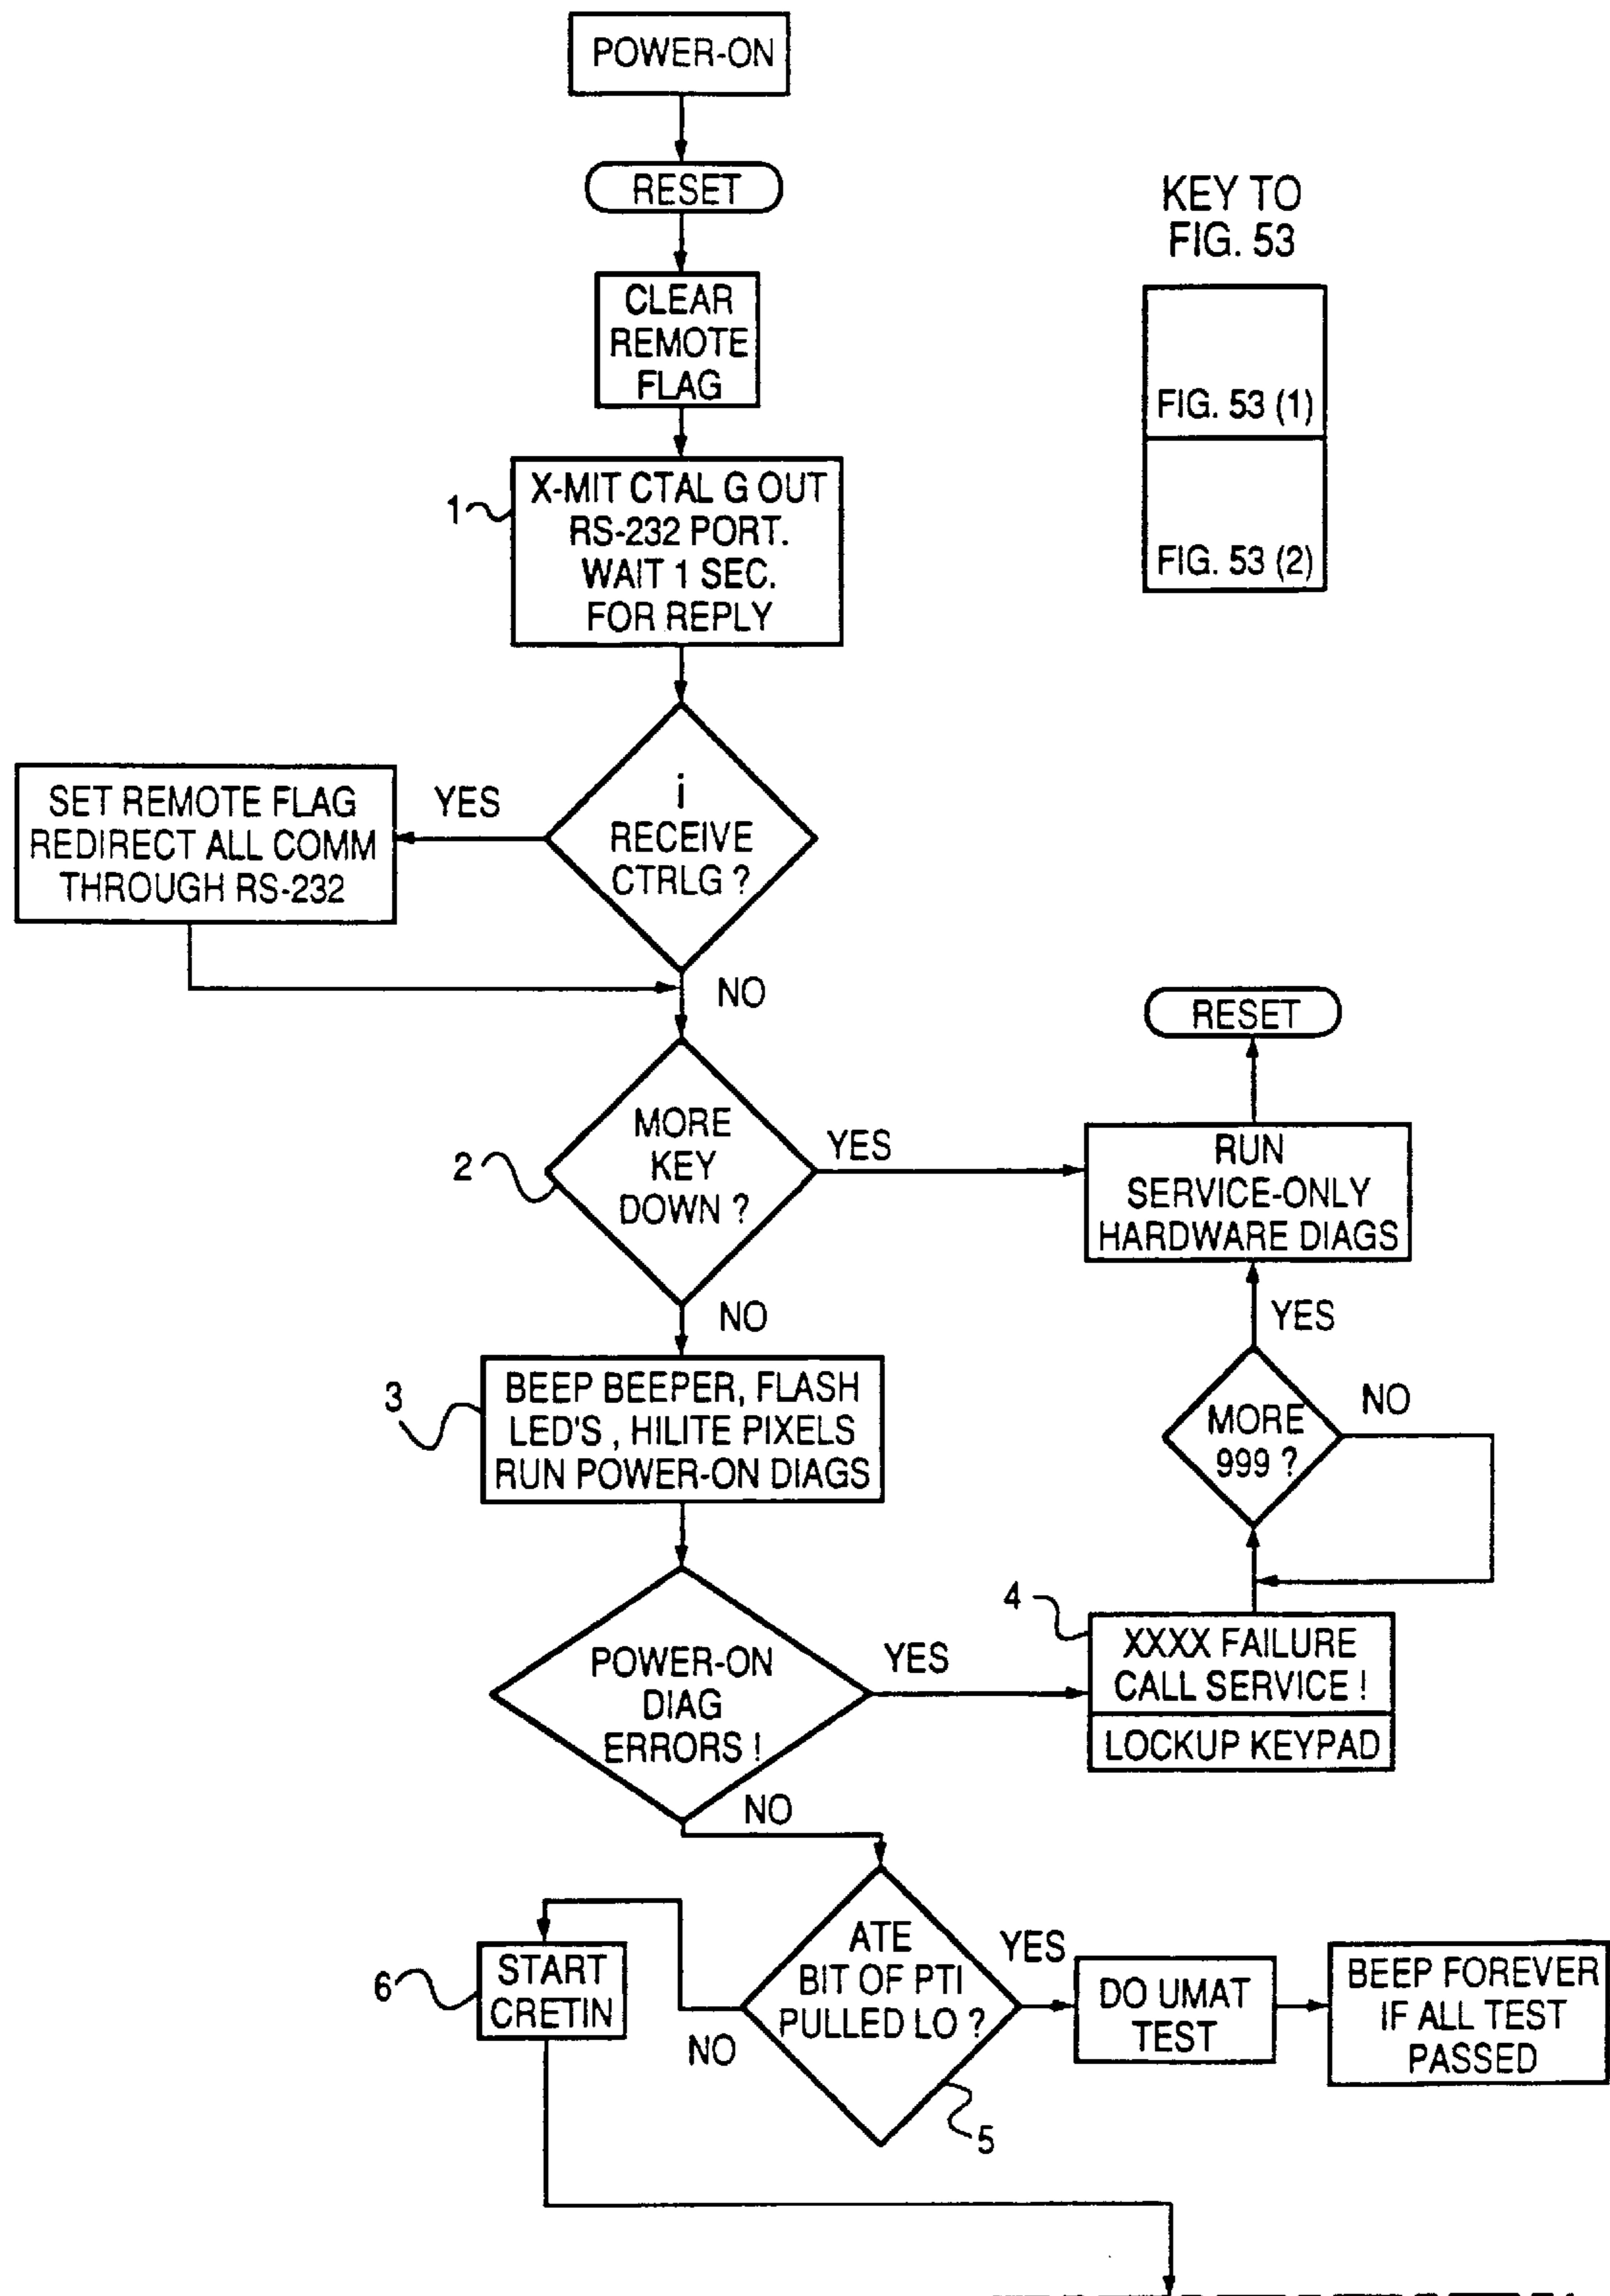 POWER-ON
RESET
KEY TO
FIG. 53
FIG. 53 (1)
FIG. 53 (2)
CLEAR
REMOTE
FLAG
1
X-MIT CTAL G OUT
RS-232 PORT.
WAIT 1 SEC.
FOR REPLY
i
RECEIVE
CTRLG ?
YES
SET REMOTE FLAG
REDIRECT ALL COMM
THROUGH RS-232
NO
RESET
2
MORE
KEY
DOWN ?
YES
RUN
SERVICE-ONLY
HARDWARE DIAGS
NO
YES
3
BEEP BEEPER, FLASH
LED'S , HILITE PIXELS
RUN POWER-ON DIAGS
MORE
999 ?
NO
POWER-ON
DIAG
ERRORS !
YES
4
XXXX FAILURE
CALL SERVICE !
LOCKUP KEYPAD
NO
6
START
CRETIN
ATE
BIT OF PTI
PULLED LO ?
NO
YES
DO UMAT
TEST
BEEP FOREVER
IF ALL TEST
PASSED
5